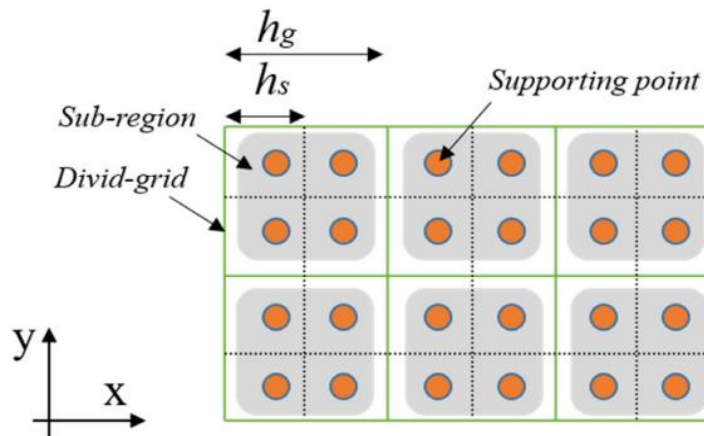 hg
hs
Supporting point
Sub-region
Divid-grid
y
x